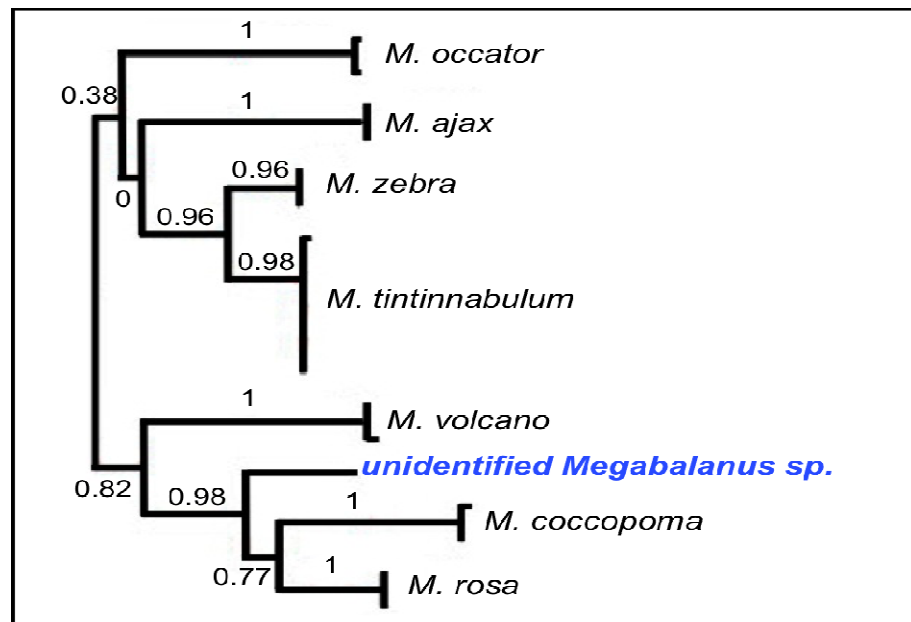 1
M. occator
0.38
1
M. ajax
0.96
M. zebra
0
0.96
0.98
M. tintinnabulum
1
M. volcano
unidentified Megabalanus sp.
0.82
0.98
1
M. coccopoma
0.77
1
M. rosa